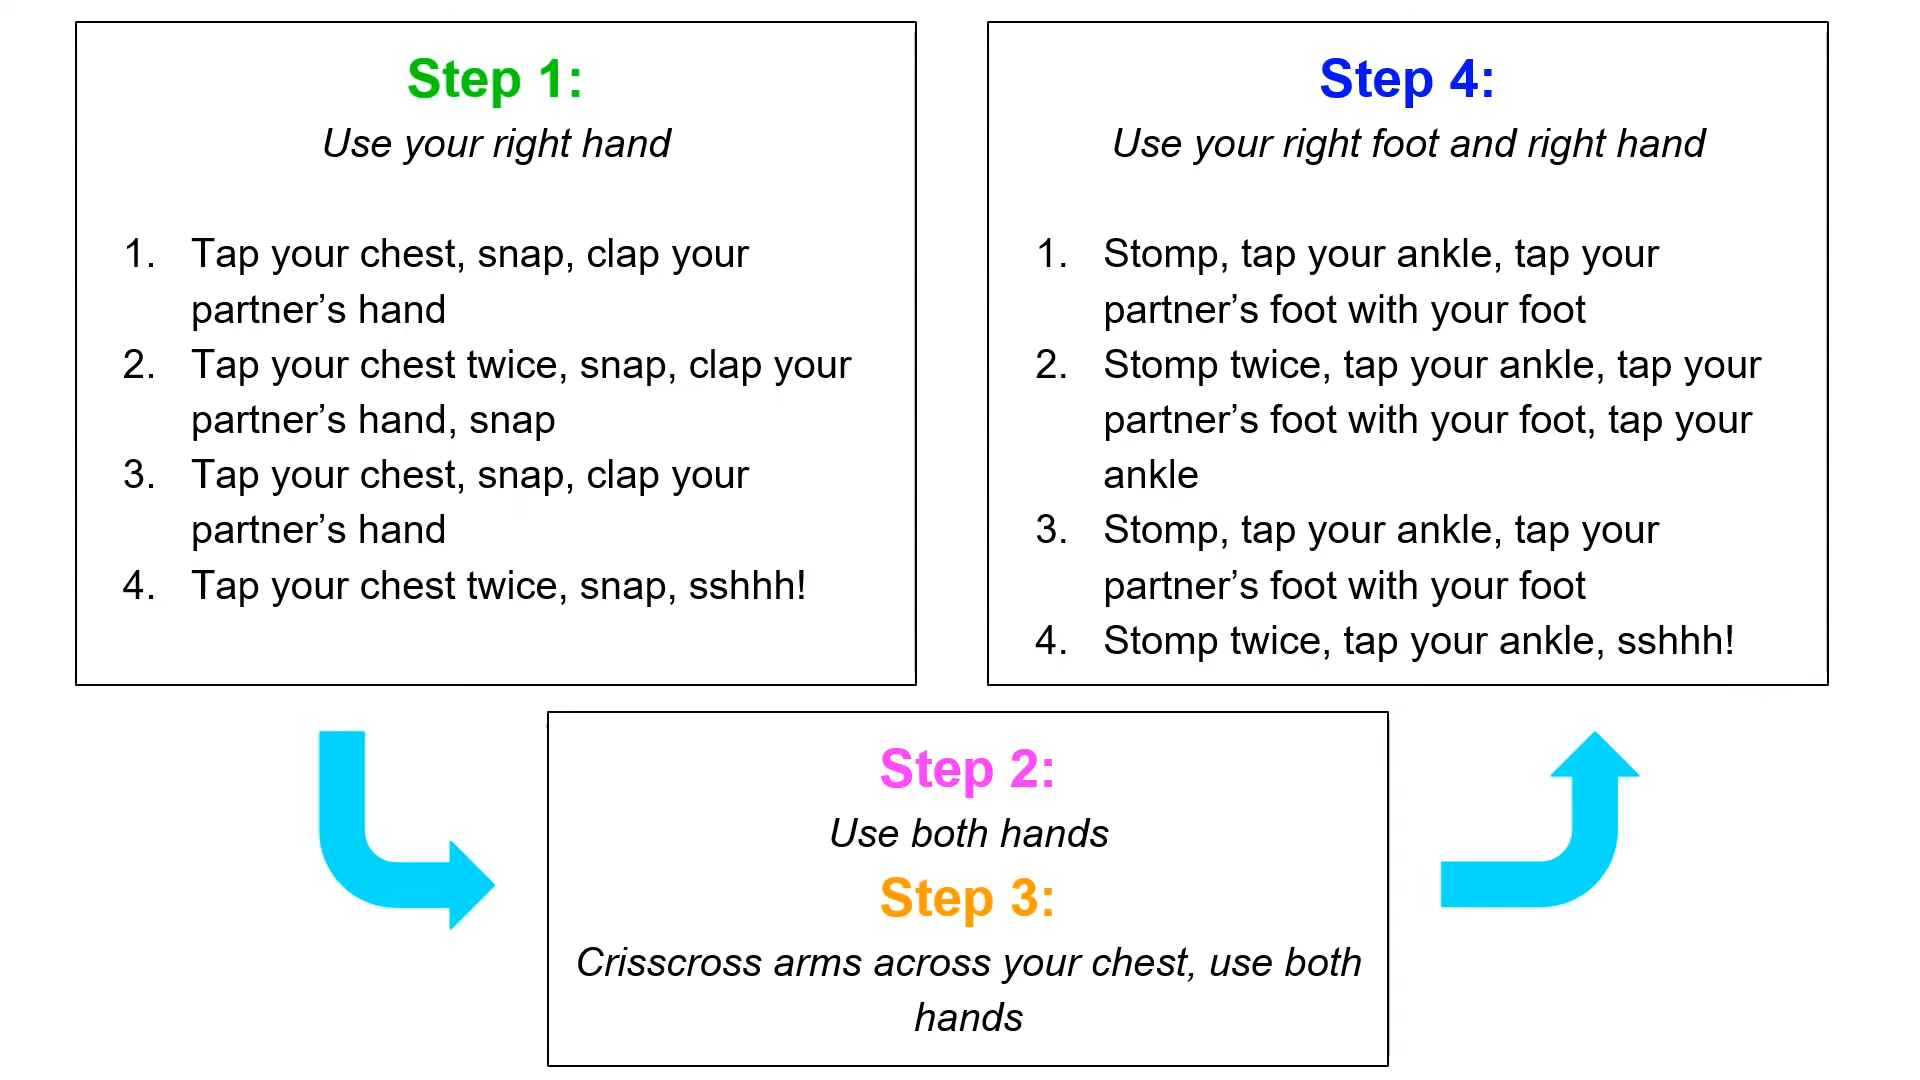 Step 1:
Use your right hand
1. Tap your chest, snap, clap your
partner’s hand
2. Tap your chest twice, snap, clap your
partner’s hand, snap
3. Tap your chest, snap, clap your
partner’s hand
4. Tap your chest twice, snap, sshhh!
Step 2:
Use both hands
Step 3:
Crisscross arms across your chest, use both
hands
Step 4:
Use your right foot and right hand
1. Stomp, tap your ankle, tap your
partner’s foot with your foot
2. Stomp twice, tap your ankle, tap your
partner’s foot with your foot, tap your
ankle
3. Stomp, tap your ankle, tap your
partner’s foot with your foot
4. Stomp twice, tap your ankle, sshhh!